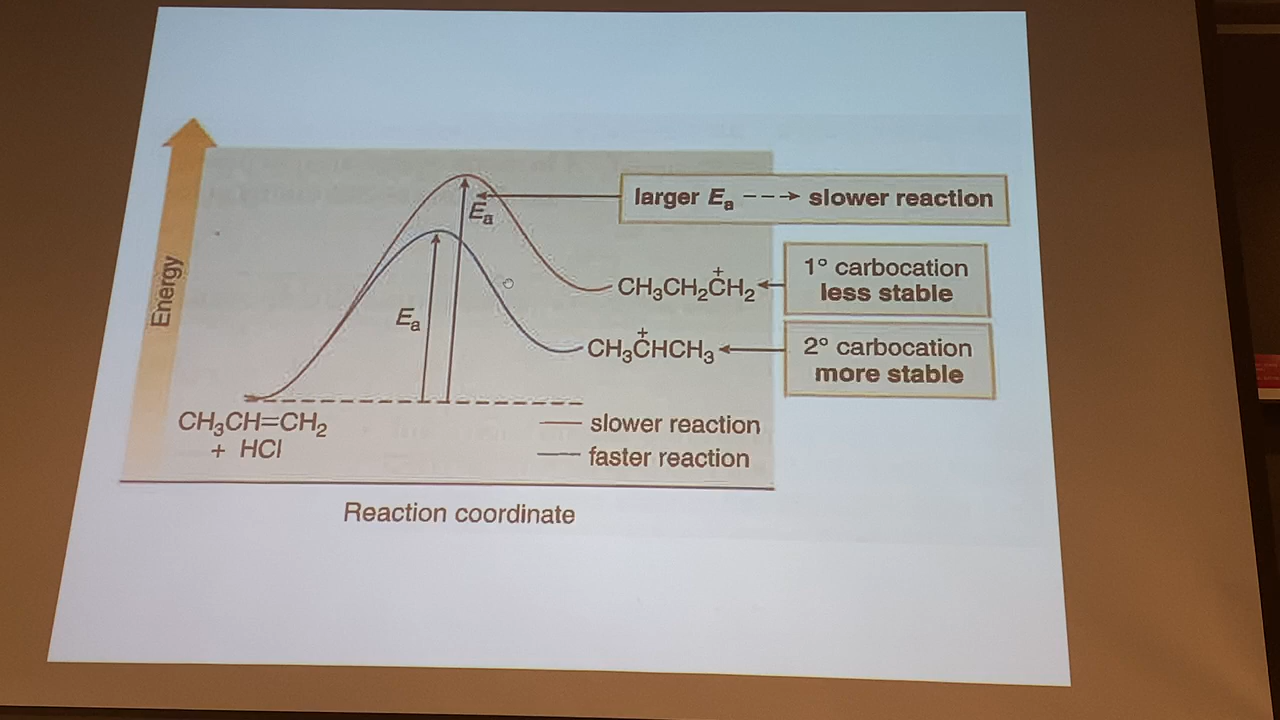 larger Eₐ ---→ slower reaction
Eₐ
1° carbocation
less stable
CH₃CH₂C⁺H₂
Energy
Eₐ
CH₃C⁺HCH₃
2° carbocation
more stable
CH₃CH=CH₂
+ HCl
slower reaction
faster reaction
Reaction coordinate